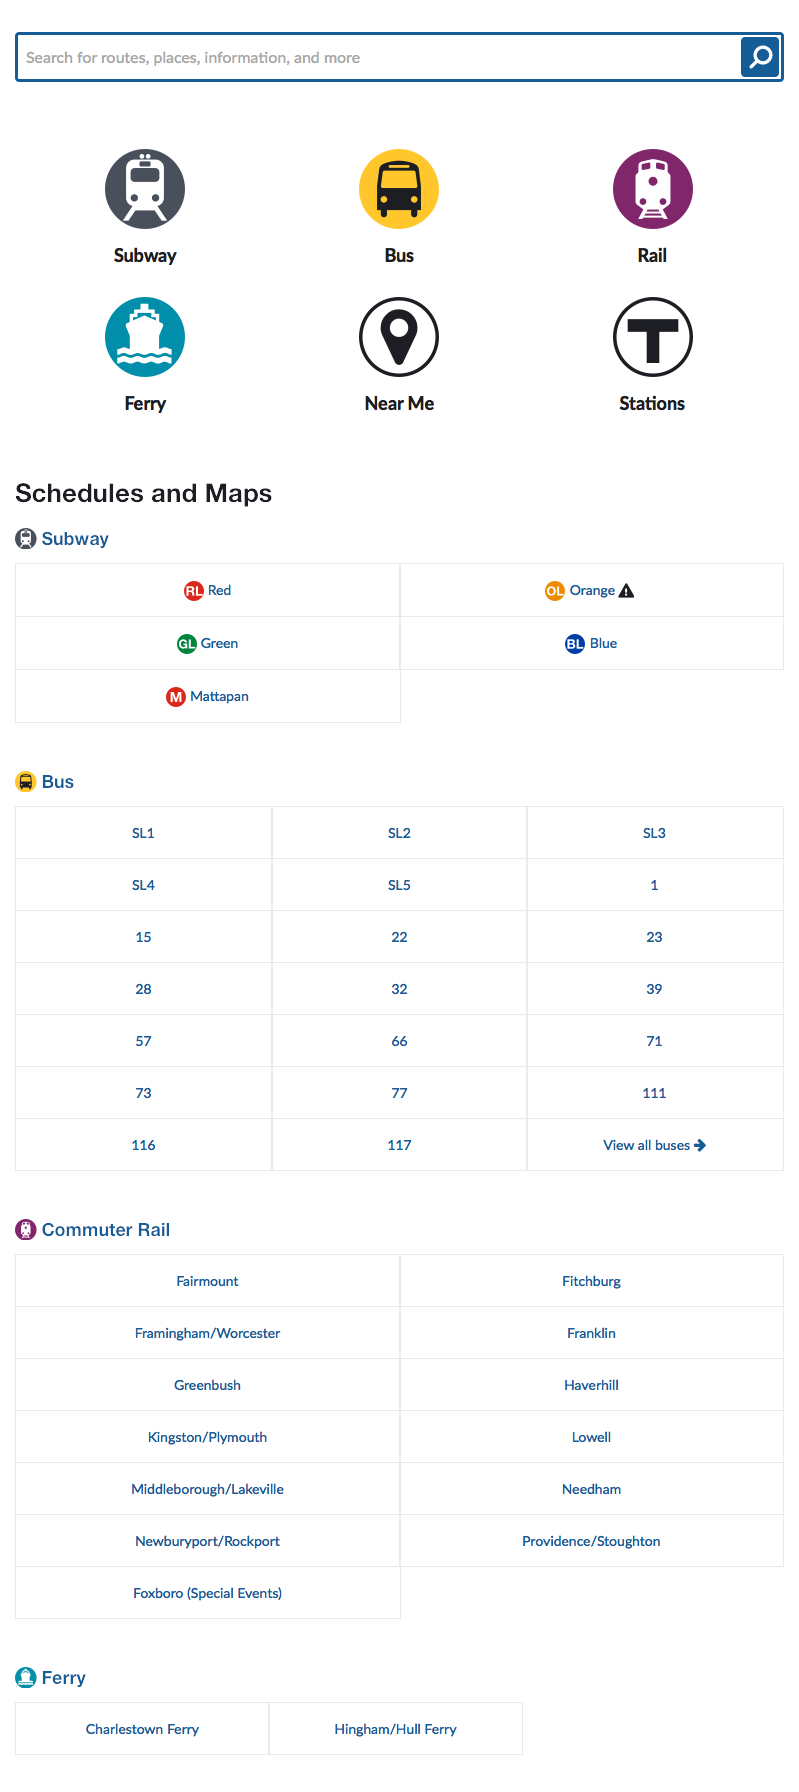 Search for routes, places, information, and more
Subway Bus Rail
Ferry Near Me Stations
T
Schedules and Maps
Subway
RL Red OL Orange
GL Green BL Blue
M Mattapan
Bus
SL1 SL2 SL3
SL4 SL5 1
15 22 23
28 32 39
57 66 71
73 77 111
116 117 View all buses
Commuter Rail
Fairmount Fitchburg
Framingham/Worcester Franklin
Greenbush Haverhill
Kingston/Plymouth Lowell
Middleborough/Lakeville Needham
Newburyport/Rockport Providence/Stoughton
Foxboro (Special Events)
Ferry
Charlestown Ferry Hingham/Hull Ferry